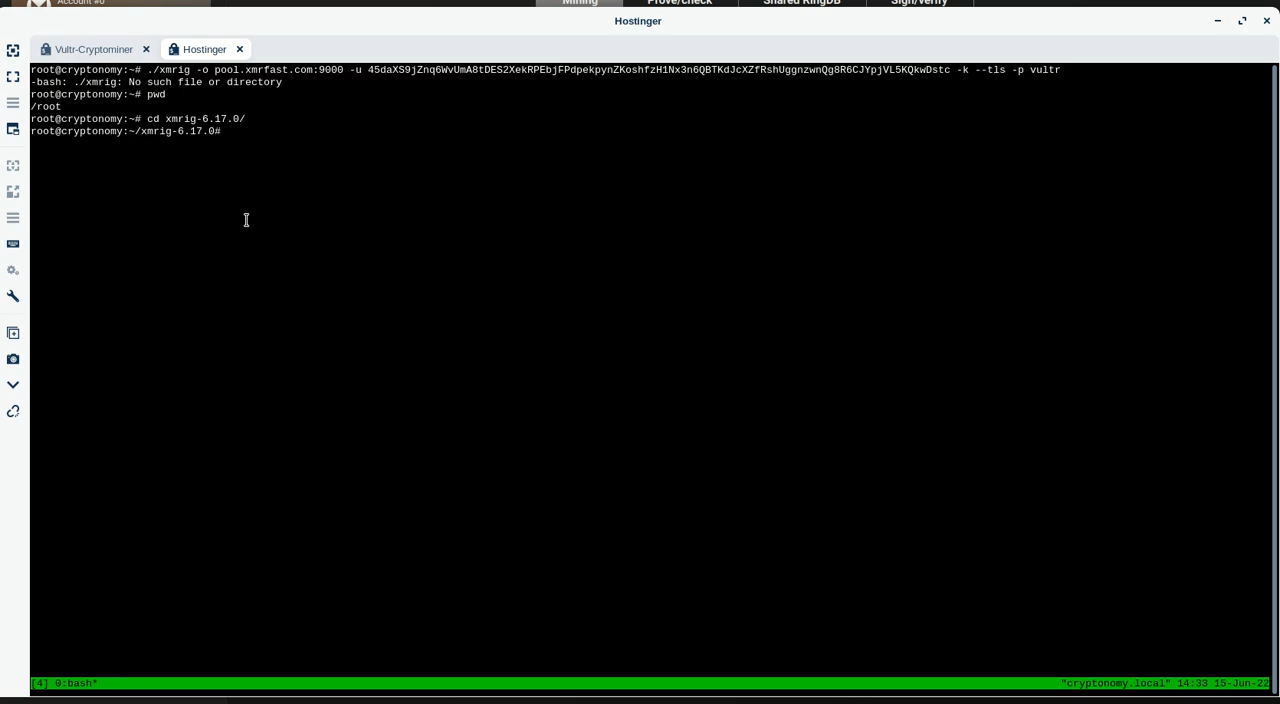 Account #0
Mining Prove/check Shared RingDB Sign/verify
Hostinger
Vultr-Cryptominer Hostinger
root@cryptonomy:~# ./xmrig -o pool.xmrfast.com:9000 -u 45daXS9jZnq6WvUmA8tDES2XekRPEbjFPdpekpynZKoshfzH1Nx3n6QBTKdJcXZfRshUggnzwnQg8R6CJYpjVL5KQkwDstc -k --tls -p vultr
-bash: ./xmrig: No such file or directory
root@cryptonomy:~# pwd
/root
root@cryptonomy:~# cd xmrig-6.17.0/
root@cryptonomy:~/xmrig-6.17.0#
[4] 0:bash* "cryptonomy.local" 14:33 15-Jun-22